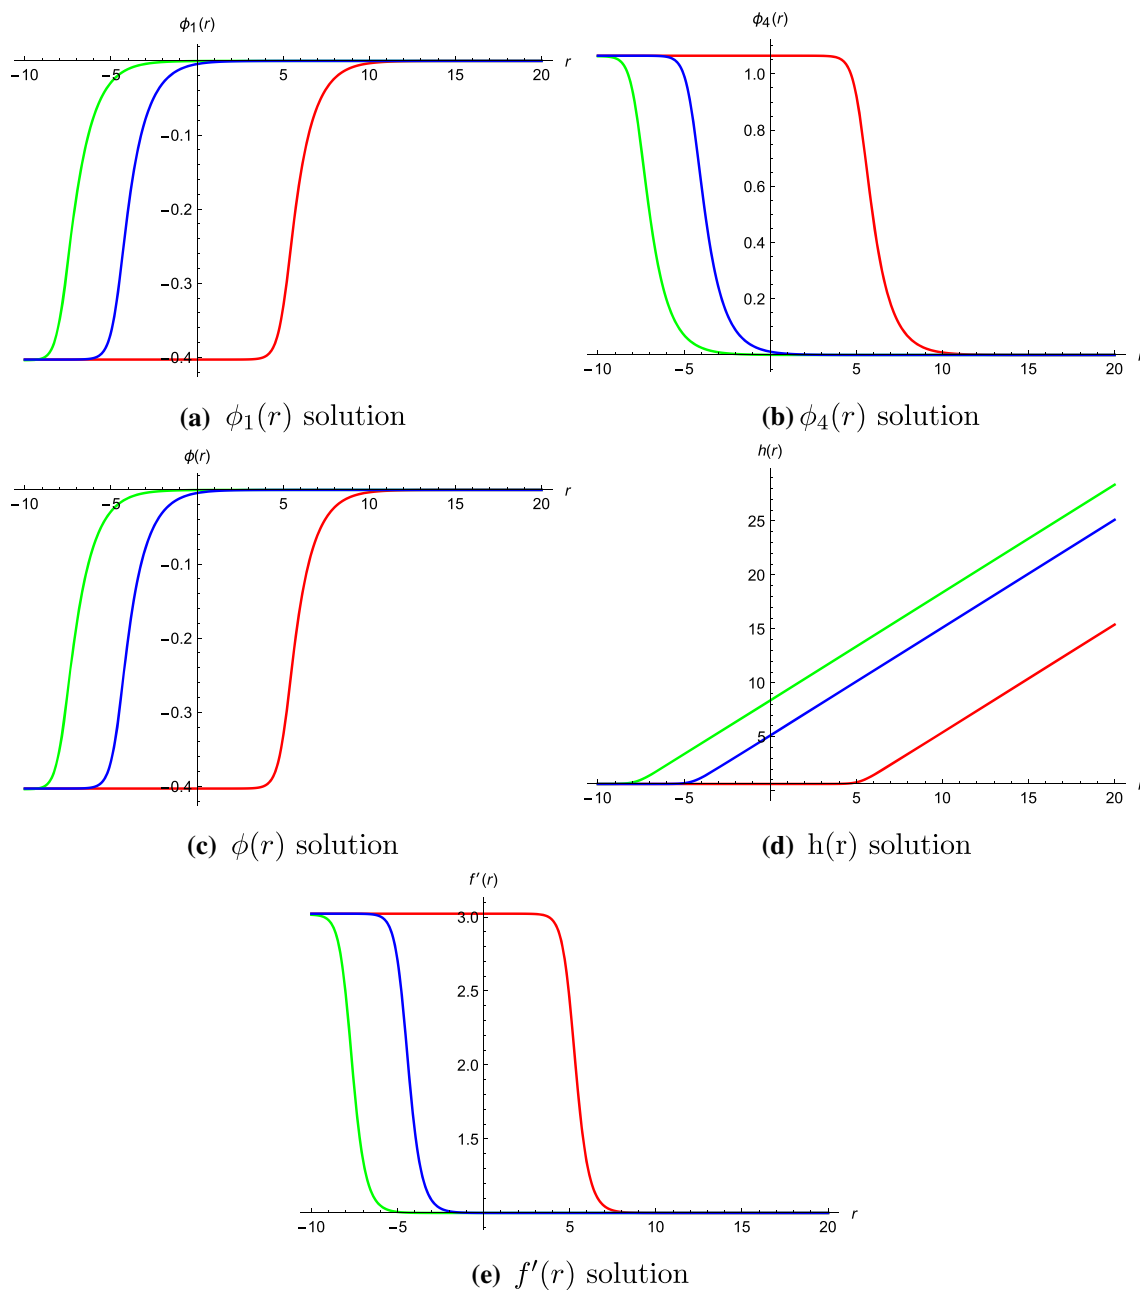 ϕ₁(r)
−10 −5 5 10 15 20 r
−0.1
−0.2
−0.3
−0.4
(a) ϕ₁(r) solution
ϕ₄(r)
1.0
0.8
0.6
0.4
0.2
−10 −5 5 10 15 20
(b) ϕ₄(r) solution
ϕ(r)
−10 −5 5 10 15 20 r
−0.1
−0.2
−0.3
−0.4
(c) ϕ(r) solution
h(r)
25
20
15
10
5
−10 −5 5 10 15 20
(d) h(r) solution
f′(r)
3.0
2.5
2.0
1.5
−10 −5 5 10 15 20 r
(e) f′(r) solution